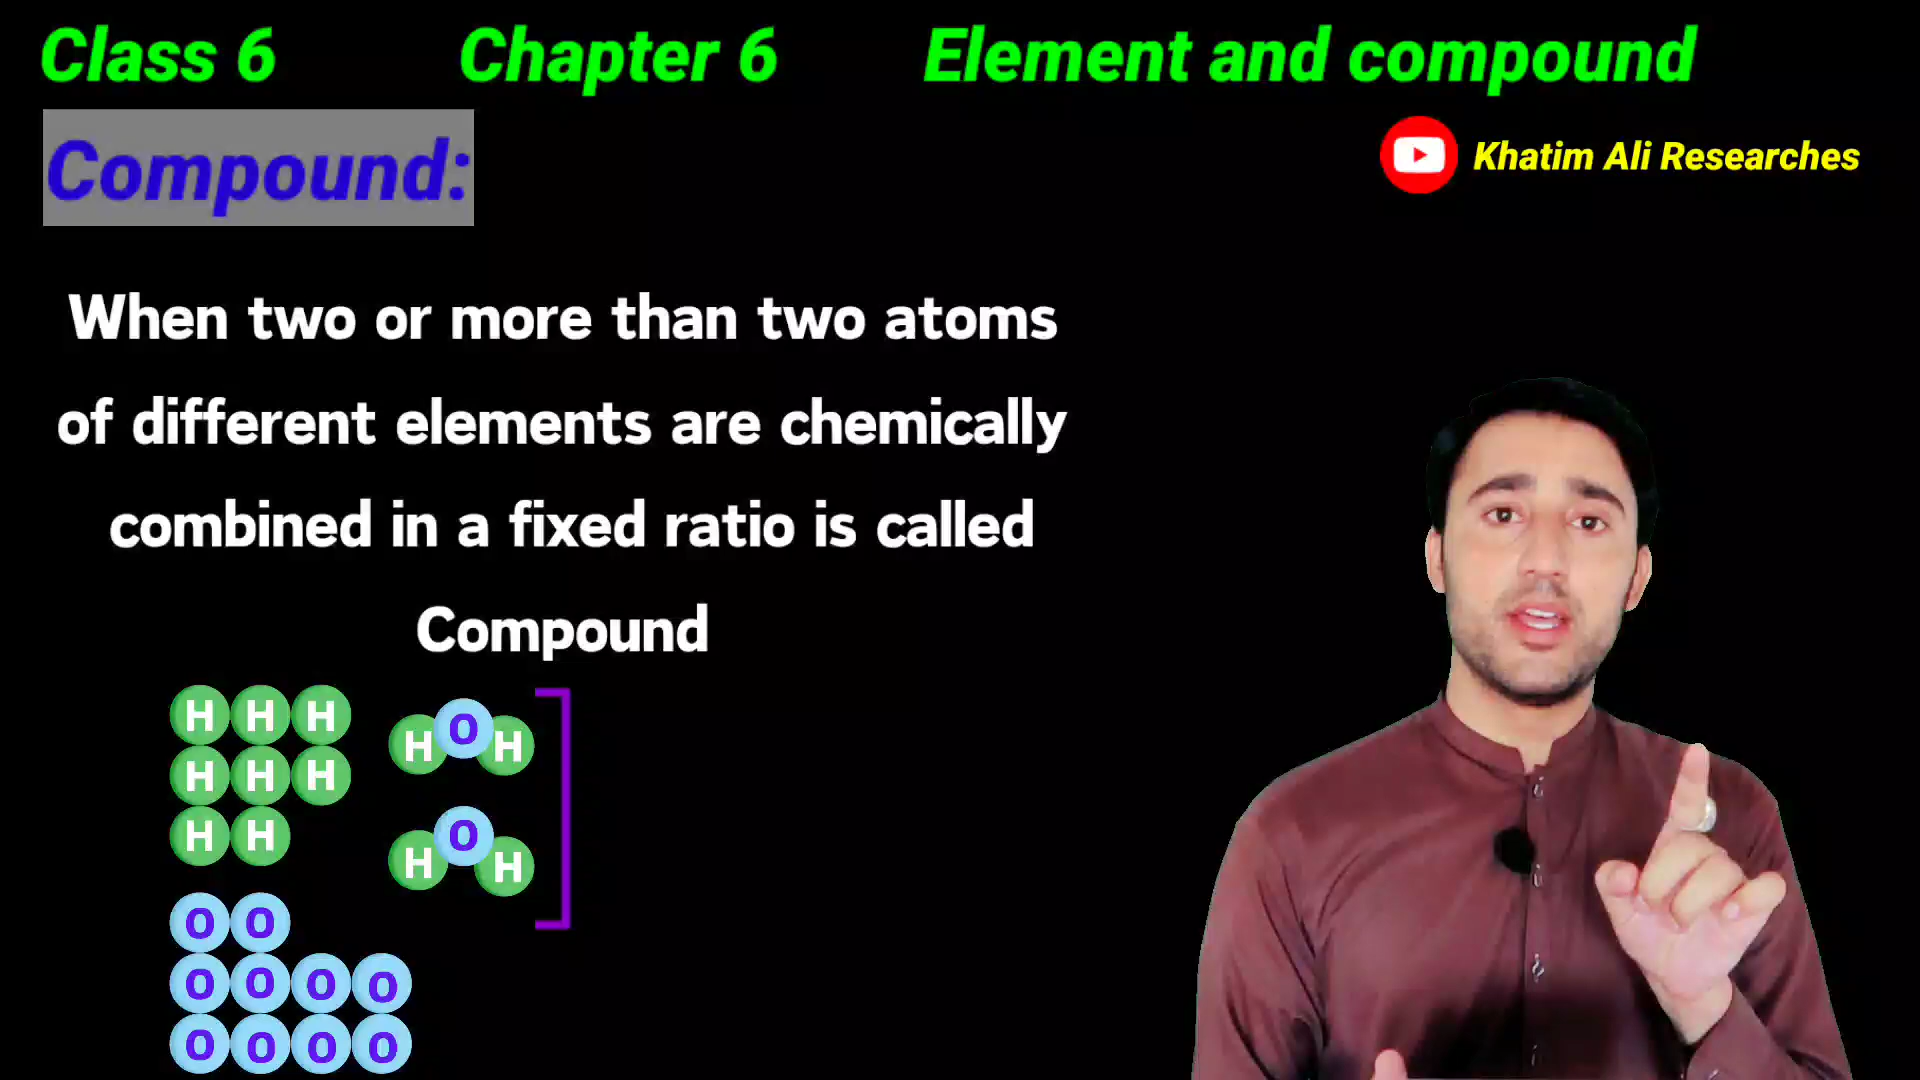 Class 6 Chapter 6 Element and compound
Compound:
Khatim Ali Researches
When two or more than two atoms
of different elements are chemically
combined in a fixed ratio is called
Compound
H H H
H H H
H H
H O H
H O H
O O
O O O O
O O O O